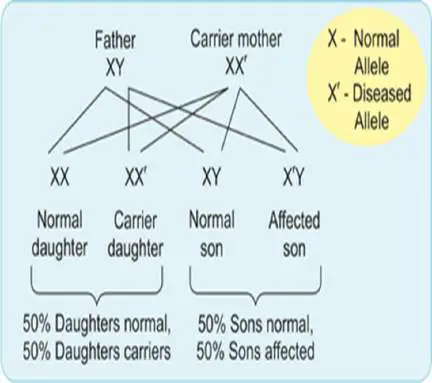 Father
XY
Carrier mother
XX'
X - Normal
Allele
X' - Diseased
Allele
XX
XX'
XY
X'Y
Normal
daughter
Carrier
daughter
Normal
son
Affected
son
50% Daughters normal,
50% Daughters carriers
50% Sons normal,
50% Sons affected